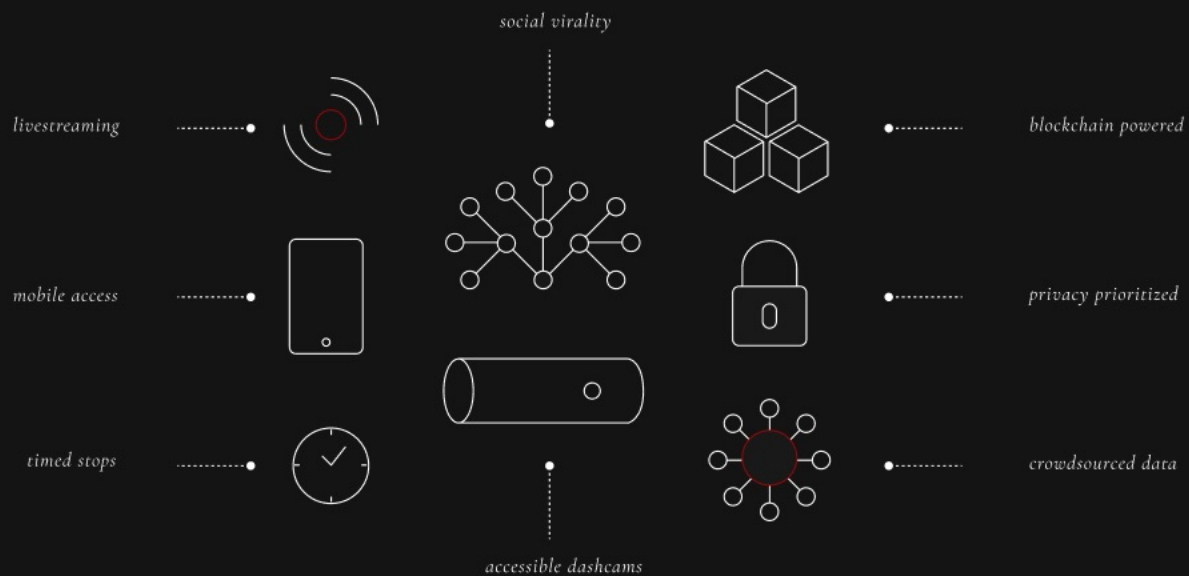 social virality
livestreaming
blockchain powered
mobile access
privacy prioritized
timed stops
crowdsourced data
accessible dashcams